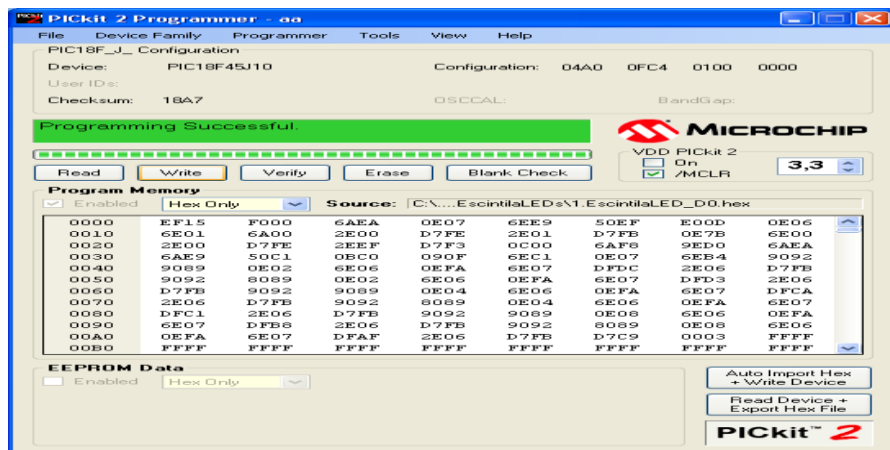 PICkit 2 Programmer - aa
File Device Family Programmer Tools View Help
PIC18F_J_ Configuration
Device: PIC18F45J10 Configuration: 04A0 0FC4 0100 0000
User IDs:
Checksum: 18A7 OSCCAL: BandGap:
Programming Successful.
MICROCHIP
VDD PICkit 2
On
/MCLR
3,3
Read Write Verify Erase Blank Check
Program Memory
Enabled Hex Only Source: C:\....EscintilaLEDs\1.EscintilaLED_D0.hex
0000 EF15 F000 6AEA 0E07 6EE9 50EF E00D 0E06
0010 6E01 6A00 2E00 D7FE 2E01 D7FB 0E7B 6E00
0020 2E00 D7FE 2EEF D7F3 0C00 6AF8 9ED0 6AEA
0030 6AE9 50C1 0BC0 090F 6EC1 0E07 6EB4 9092
0040 9089 0E02 6E06 0EFA 6E07 DFDC 2E06 D7FB
0050 9092 8089 0E02 6E06 0EFA 6E07 DFD3 2E06
0060 D7FB 9092 9089 0E04 6E06 0EFA 6E07 DFCA
0070 2E06 D7FB 9092 8089 0E04 6E06 0EFA 6E07
0080 DFC1 2E06 D7FB 9092 9089 0E08 6E06 0EFA
0090 6E07 DFB8 2E06 D7FB 9092 8089 0E08 6E06
00A0 0EFA 6E07 DFAF 2E06 D7FB D7C9 0003 FFFF
00B0 FFFF FFFF FFFF FFFF FFFF FFFF FFFF FFFF
EEPROM Data
Enabled Hex Only
Auto Import Hex
+ Write Device
Read Device +
Export Hex File
PICkit™ 2